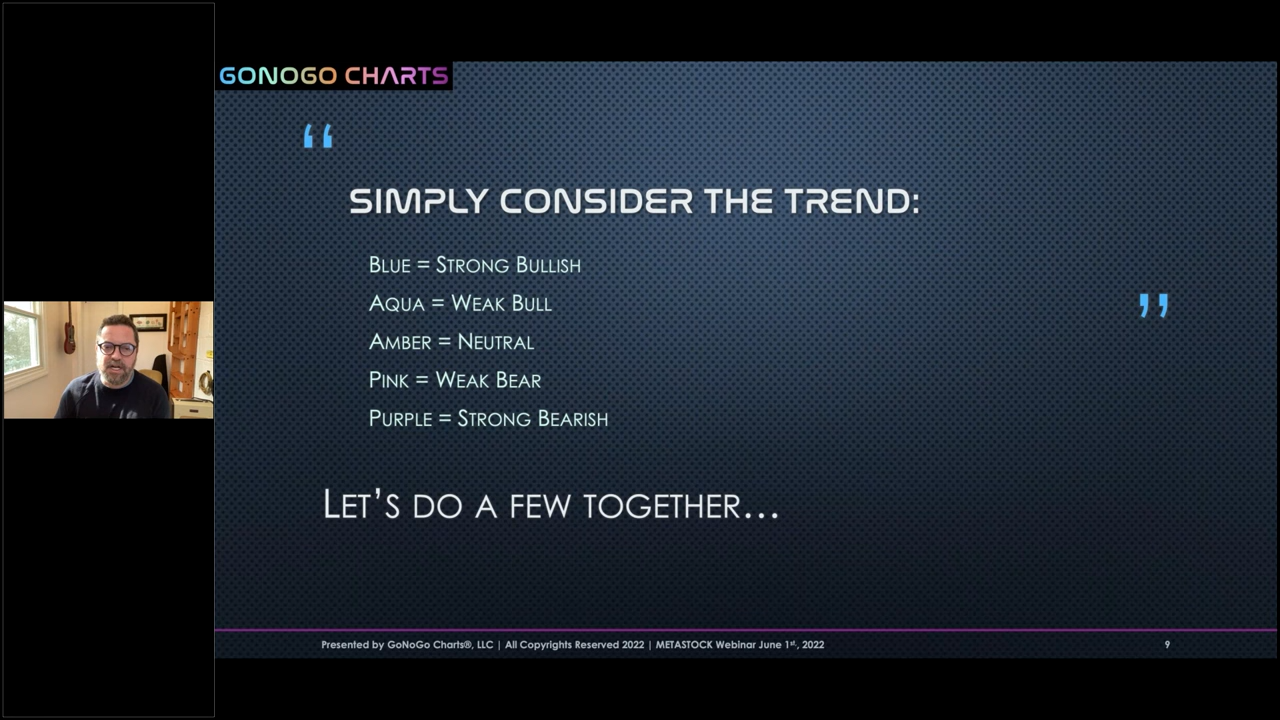 GONOGO CHARTS
“
SIMPLY CONSIDER THE TREND:
BLUE = STRONG BULLISH
AQUA = WEAK BULL
AMBER = NEUTRAL
PINK = WEAK BEAR
PURPLE = STRONG BEARISH
”
LET’S DO A FEW TOGETHER…
Presented by GoNoGo Charts®, LLC | All Copyrights Reserved 2022 | METASTOCK Webinar June 1st, 2022
9